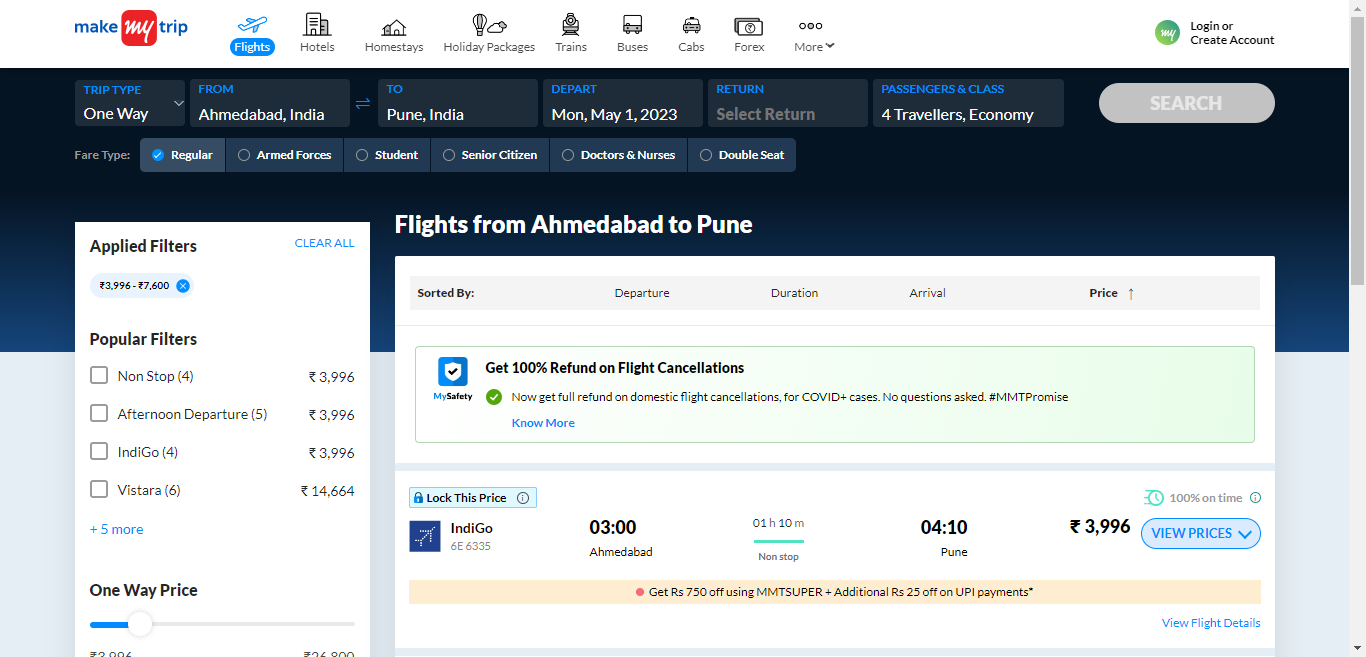 make my trip
Flights
Hotels
Homestays
Holiday Packages
Trains
Buses
Cabs
Forex
More
my
Login or
Create Account
TRIP TYPE
One Way
FROM
Ahmedabad, India
TO
Pune, India
DEPART
Mon, May 1, 2023
RETURN
Select Return
PASSENGERS & CLASS
4 Travellers, Economy
SEARCH
Fare Type:
Regular
Armed Forces
Student
Senior Citizen
Doctors & Nurses
Double Seat
Flights from Ahmedabad to Pune
Applied Filters
CLEAR ALL
₹3,996 - ₹7,600
Popular Filters
Non Stop (4) ₹ 3,996
Afternoon Departure (5) ₹ 3,996
IndiGo (4) ₹ 3,996
Vistara (6) ₹ 14,664
+ 5 more
One Way Price
₹3,996 ₹26,800
Sorted By: Departure Duration Arrival Price ↑
MySafety
Get 100% Refund on Flight Cancellations
Now get full refund on domestic flight cancellations, for COVID+ cases. No questions asked. #MMTPromise
Know More
Lock This Price
100% on time
IndiGo
6E 6335
03:00
Ahmedabad
01 h 10 m
Non stop
04:10
Pune
₹ 3,996
VIEW PRICES
Get Rs 750 off using MMTSUPER + Additional Rs 25 off on UPI payments*
View Flight Details